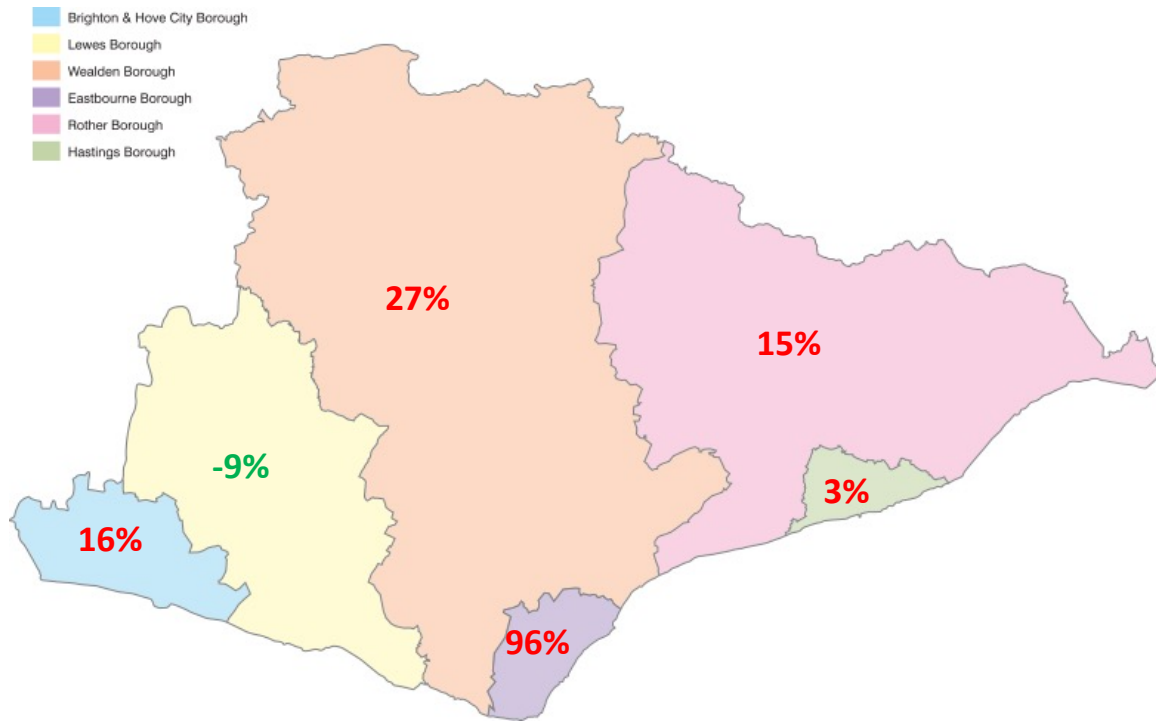 Brighton & Hove City Borough
Lewes Borough
Wealden Borough
Eastbourne Borough
Rother Borough
Hastings Borough
27%
15%
-9%
3%
16%
96%